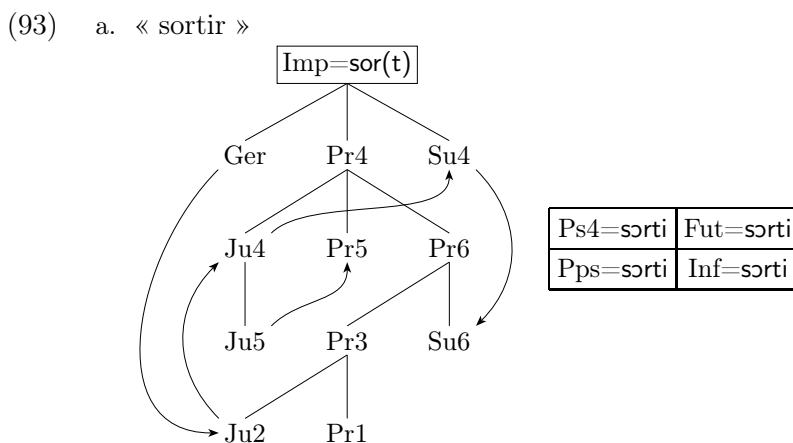 (93) a. « sortir »
Imp=sor(t)
Ger Pr4 Su4
Ps4=sɔrti Fut=sɔrti
Ju4 Pr5 Pr6
Pps=sɔrti Inf=sɔrti
Ju5 Pr3 Su6
Ju2 Pr1